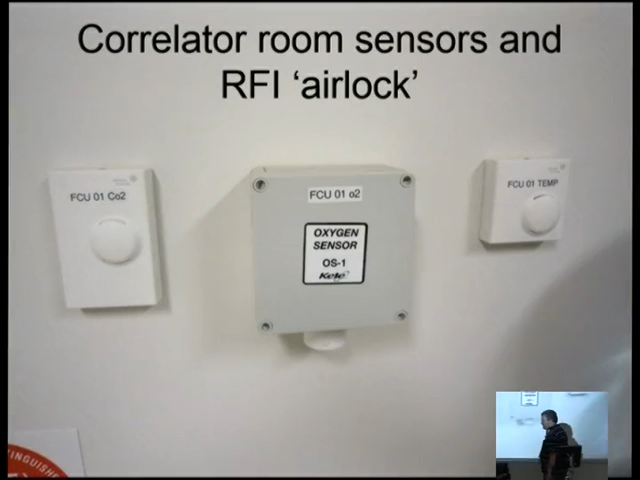 Correlator room sensors and
RFI ‘airlock’
FCU 01 Co2
FCU 01 o2
FCU 01 TEMP
OXYGEN
SENSOR
OS-1
Kele